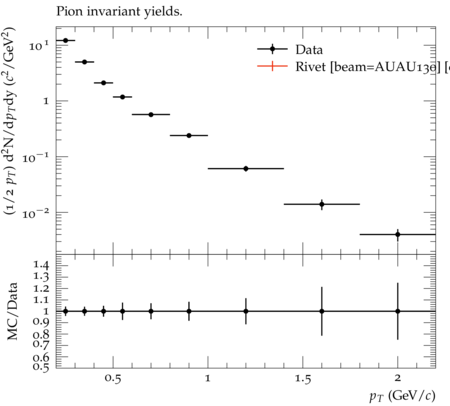 Pion invariant yields.
10¹
1
10⁻¹
10⁻²
(1/2 p_T) d²N/dp_Tdy (c²/GeV²)
Data
Rivet [beam=AUAU130] [
1.4
1.3
1.2
1.1
1
0.9
0.8
0.7
0.6
0.5
MC/Data
0.5 1 1.5 2
p_T (GeV/c)